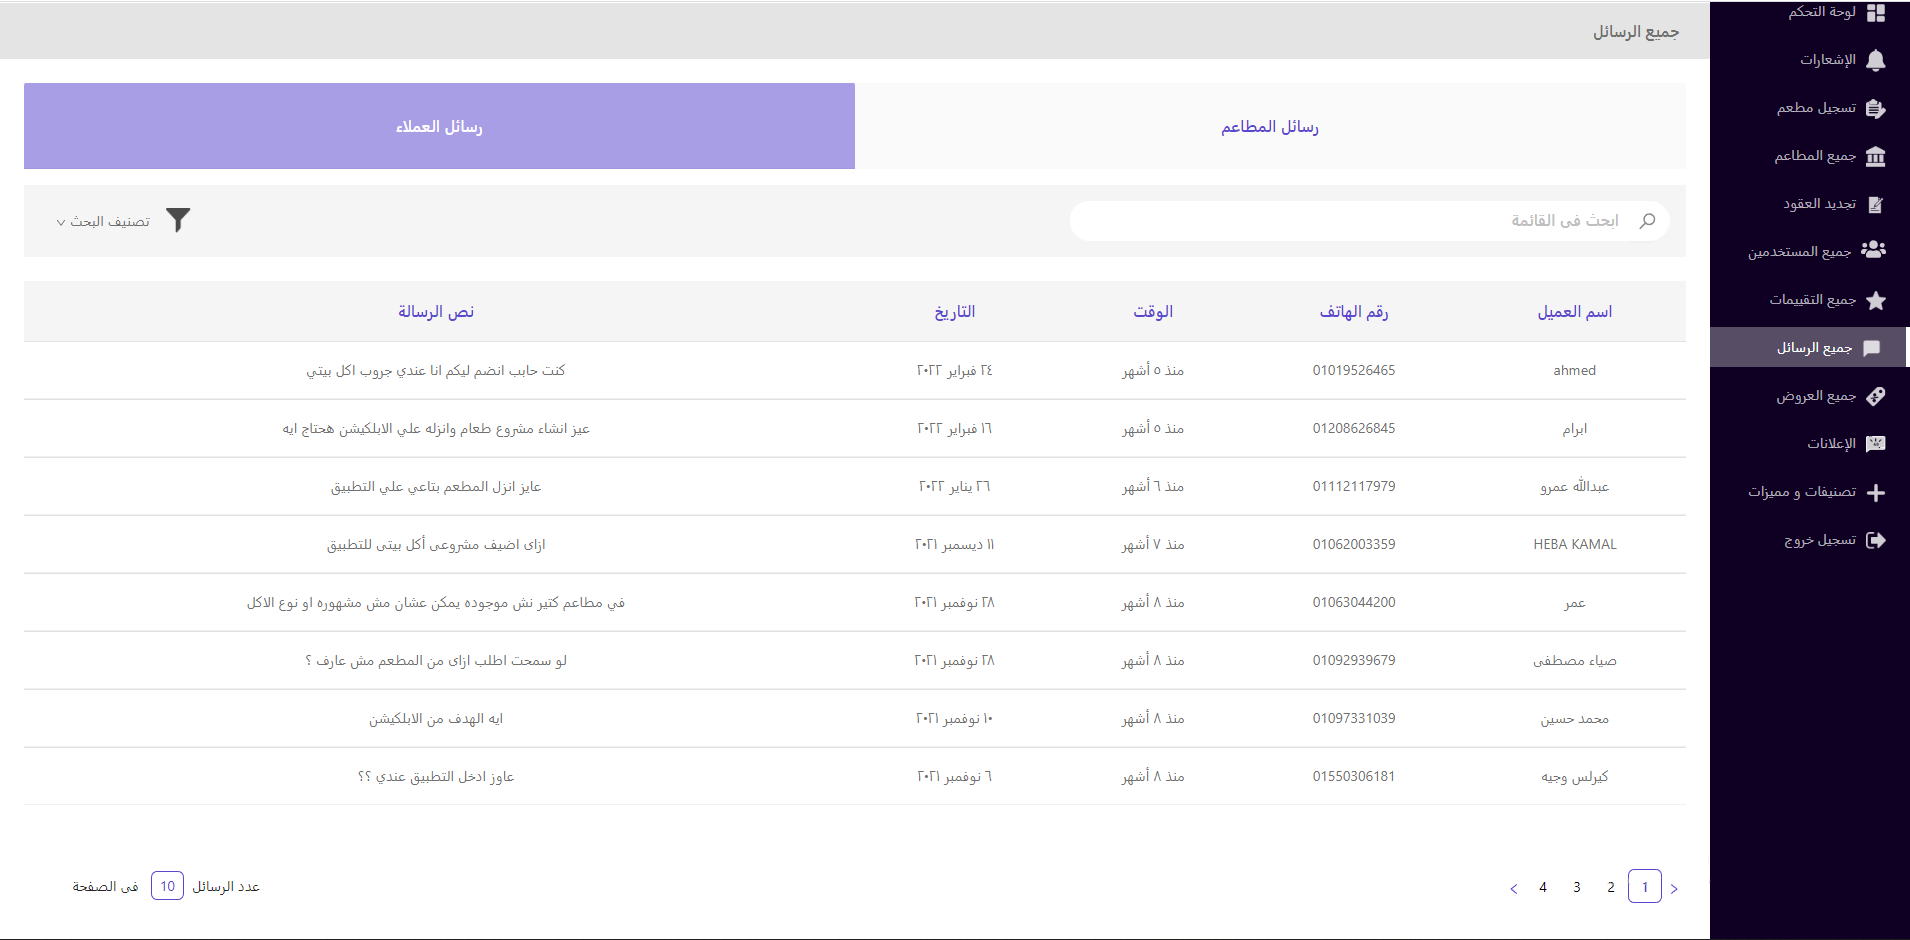 لوحة التحكم
الإشعارات
تسجيل مطعم
جميع المطاعم
تجديد العقود
جميع المستخدمين
جميع التقييمات
جميع الرسائل
جميع العروض
الإعلانات
تصنيفات و مميزات
تسجيل خروج
جميع الرسائل
رسائل المطاعم رسائل العملاء
ابحث فى القائمة تصنيف البحث
اسم العميل رقم الهاتف الوقت التاريخ نص الرسالة
ahmed 01019526465 منذ ٥ أشهر ٢٤ فبراير ٢٠٢٢ كنت حابب انضم ليكم انا عندي جروب اكل بيتي
ابرام 01208626845 منذ ٥ أشهر ١٦ فبراير ٢٠٢٢ عيز انشاء مشروع طعام وانزله علي الابلكيشن هحتاج ايه
عبدالله عمرو 01112117979 منذ ٦ أشهر ٢٦ يناير ٢٠٢٢ عايز انزل المطعم بتاعي علي التطبيق
HEBA KAMAL 01062003359 منذ ٧ أشهر ١١ ديسمبر ٢٠٢١ ازاى اضيف مشروعى أكل بيتى للتطبيق
عمر 01063044200 منذ ٨ أشهر ٢٨ نوفمبر ٢٠٢١ في مطاعم كتير نش موجوده يمكن عشان مش مشهوره او نوع الاكل
صياء مصطفى 01092939679 منذ ٨ أشهر ٢٨ نوفمبر ٢٠٢١ لو سمحت اطلب ازاى من المطعم مش عارف ؟
محمد حسين 01097331039 منذ ٨ أشهر ١٠ نوفمبر ٢٠٢١ ايه الهدف من الابلكيشن
كيرلس وجيه 01550306181 منذ ٨ أشهر ٦ نوفمبر ٢٠٢١ عاوز ادخل التطبيق عندي ؟؟
1 2 3 4
عدد الرسائل 10 فى الصفحة